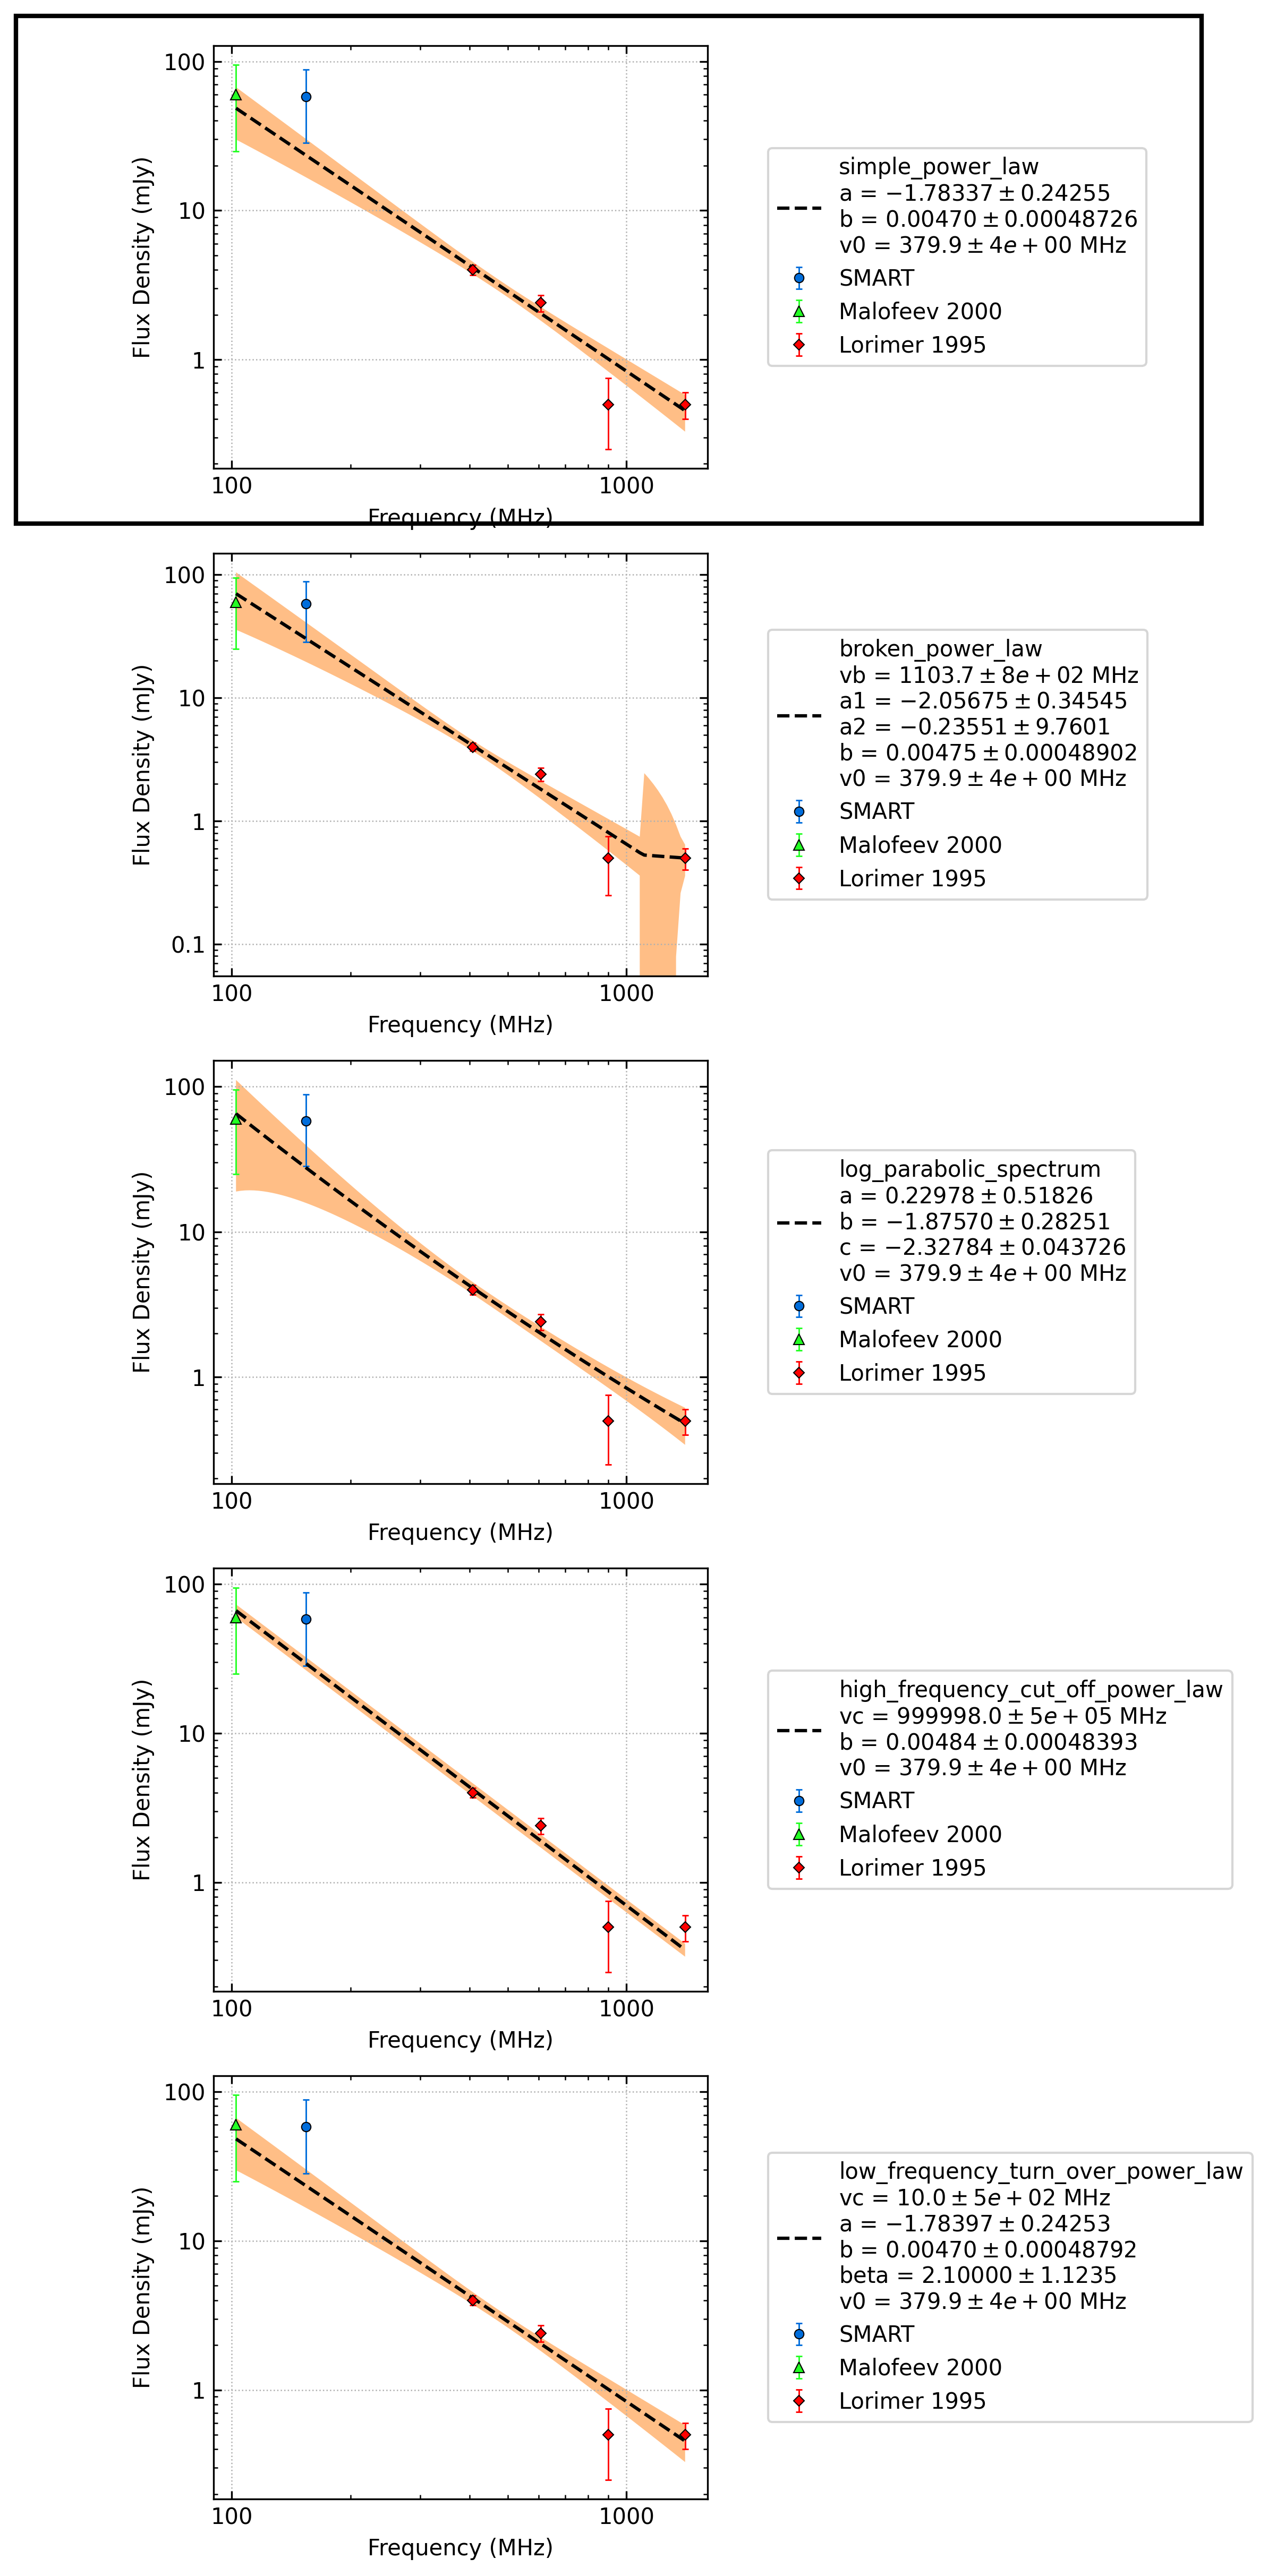 100
10
1
Flux Density (mJy)
100 1000
Frequency (MHz)
simple_power_law
a = −1.78337 ± 0.24255
b = 0.00470 ± 0.00048726
v0 = 379.9 ± 4e + 00 MHz
SMART
Malofeev 2000
Lorimer 1995
100
10
1
0.1
Flux Density (mJy)
100 1000
Frequency (MHz)
broken_power_law
vb = 1103.7 ± 8e + 02 MHz
a1 = −2.05675 ± 0.34545
a2 = −0.23551 ± 9.7601
b = 0.00475 ± 0.00048902
v0 = 379.9 ± 4e + 00 MHz
SMART
Malofeev 2000
Lorimer 1995
100
10
1
Flux Density (mJy)
100 1000
Frequency (MHz)
log_parabolic_spectrum
a = 0.22978 ± 0.51826
b = −1.87570 ± 0.28251
c = −2.32784 ± 0.043726
v0 = 379.9 ± 4e + 00 MHz
SMART
Malofeev 2000
Lorimer 1995
100
10
1
Flux Density (mJy)
100 1000
Frequency (MHz)
high_frequency_cut_off_power_law
vc = 999998.0 ± 5e + 05 MHz
b = 0.00484 ± 0.00048393
v0 = 379.9 ± 4e + 00 MHz
SMART
Malofeev 2000
Lorimer 1995
100
10
1
Flux Density (mJy)
100 1000
Frequency (MHz)
low_frequency_turn_over_power_law
vc = 10.0 ± 5e + 02 MHz
a = −1.78397 ± 0.24253
b = 0.00470 ± 0.00048792
beta = 2.10000 ± 1.1235
v0 = 379.9 ± 4e + 00 MHz
SMART
Malofeev 2000
Lorimer 1995